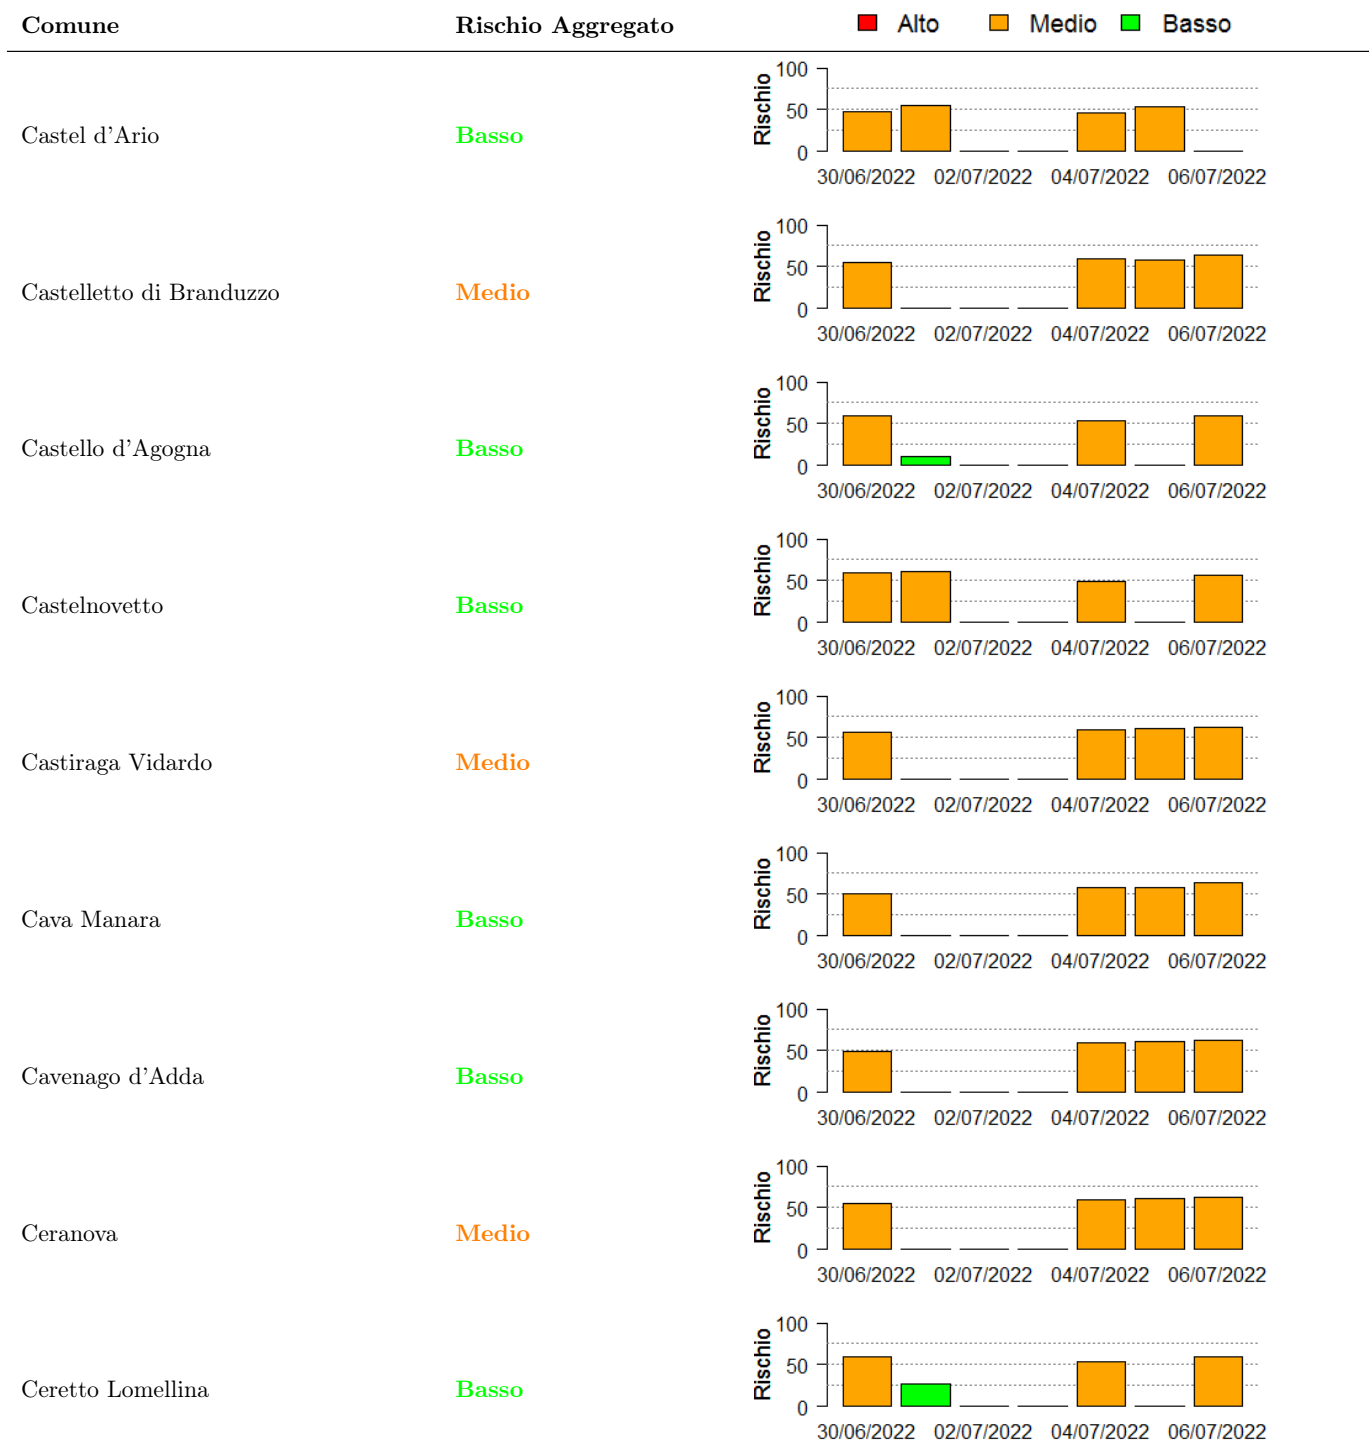 Comune Rischio Aggregato Alto Medio Basso
Castel d'Ario Basso
Rischio
100
50
0
30/06/2022 02/07/2022 04/07/2022 06/07/2022
Castelletto di Branduzzo Medio
Rischio
100
50
0
30/06/2022 02/07/2022 04/07/2022 06/07/2022
Castello d'Agogna Basso
Rischio
100
50
0
30/06/2022 02/07/2022 04/07/2022 06/07/2022
Castelnovetto Basso
Rischio
100
50
0
30/06/2022 02/07/2022 04/07/2022 06/07/2022
Castiraga Vidardo Medio
Rischio
100
50
0
30/06/2022 02/07/2022 04/07/2022 06/07/2022
Cava Manara Basso
Rischio
100
50
0
30/06/2022 02/07/2022 04/07/2022 06/07/2022
Cavenago d'Adda Basso
Rischio
100
50
0
30/06/2022 02/07/2022 04/07/2022 06/07/2022
Ceranova Medio
Rischio
100
50
0
30/06/2022 02/07/2022 04/07/2022 06/07/2022
Ceretto Lomellina Basso
Rischio
100
50
0
30/06/2022 02/07/2022 04/07/2022 06/07/2022